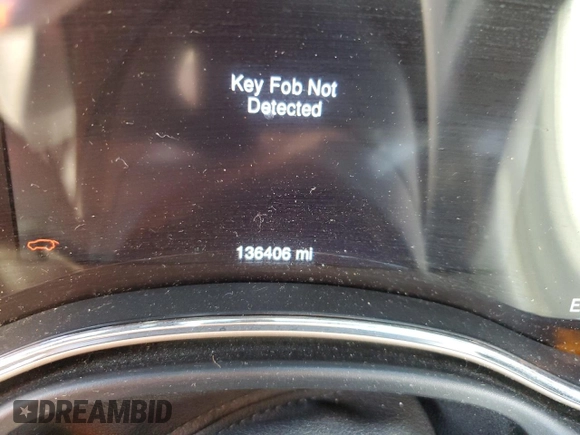 Key Fob Not
Detected
136406 mi
E
DREAMBID